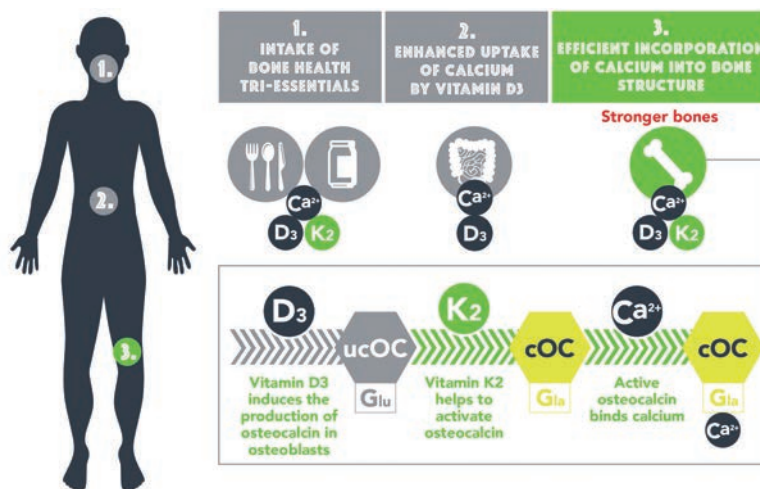 1.
2.
3.
1.
INTAKE OF
BONE HEALTH
TRI-ESSENTIALS
2.
ENHANCED UPTAKE
OF CALCIUM
BY VITAMIN D3
3.
EFFICIENT INCORPORATION
OF CALCIUM INTO BONE
STRUCTURE
Stronger bones
Ca²⁺
D₃ K₂
Ca²⁺
D₃
Ca²⁺
D₃ K₂
D₃
ucOC
Glu
Vitamin D3
induces the
production of
osteocalcin in
osteoblasts
K₂
cOC
Gla
Vitamin K2
helps to
activate
osteocalcin
Ca²⁺
cOC
Gla
Ca²⁺
Active
osteocalcin
binds calcium